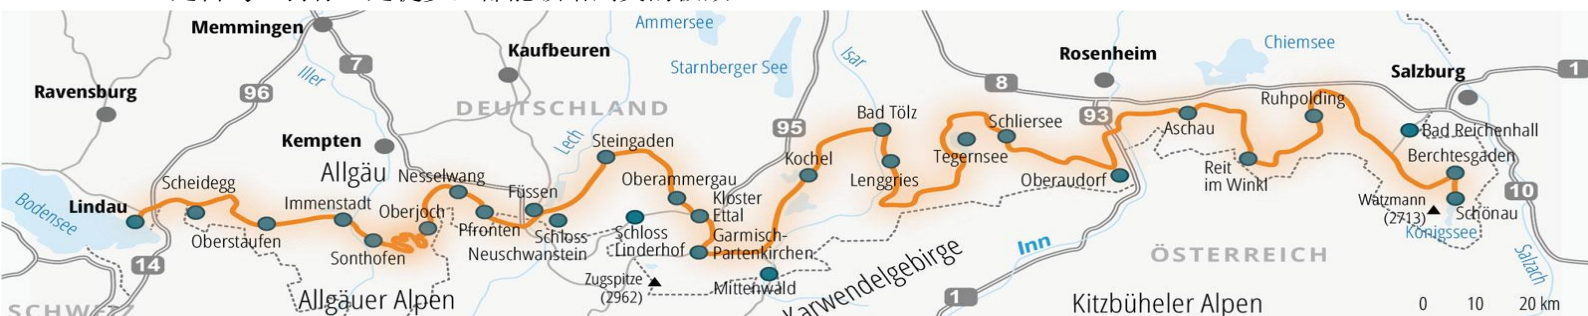 Memmingen
Ammersee
Kaufbeuren
Isar
Rosenheim
Chiemsee
Salzburg
1
7
Iller
Starnberger See
8
Ravensburg
96
DEUTSCHLAND
93
Ruhpolding
95
Bad Tölz
Schliersee
Aschau
Bad Reichenhall
Kempten
Lech
Steingaden
Kochel
Tegernsee
Berchtesgaden
Allgäu
Nesselwang
Oberammergau
Lenggries
Oberaudorf
Reit
im Winkl
Scheidegg
Füssen
Kloster
Ettal
10
Bodensee
Lindau
Immenstadt
Oberjoch
Watzmann
(2713)
Schönau
Oberstaufen
Pfronten
Schloss
Neuschwanstein
Schloss
Linderhof
Garmisch-
Partenkirchen
Königssee
Sonthofen
Inn
ÖSTERREICH
Salzach
14
Zugspitze
(2962)
Mittenwald
Karwendelgebirge
1
SCHWEIZ
Allgäuer Alpen
Kitzbüheler Alpen
0 10 20 km